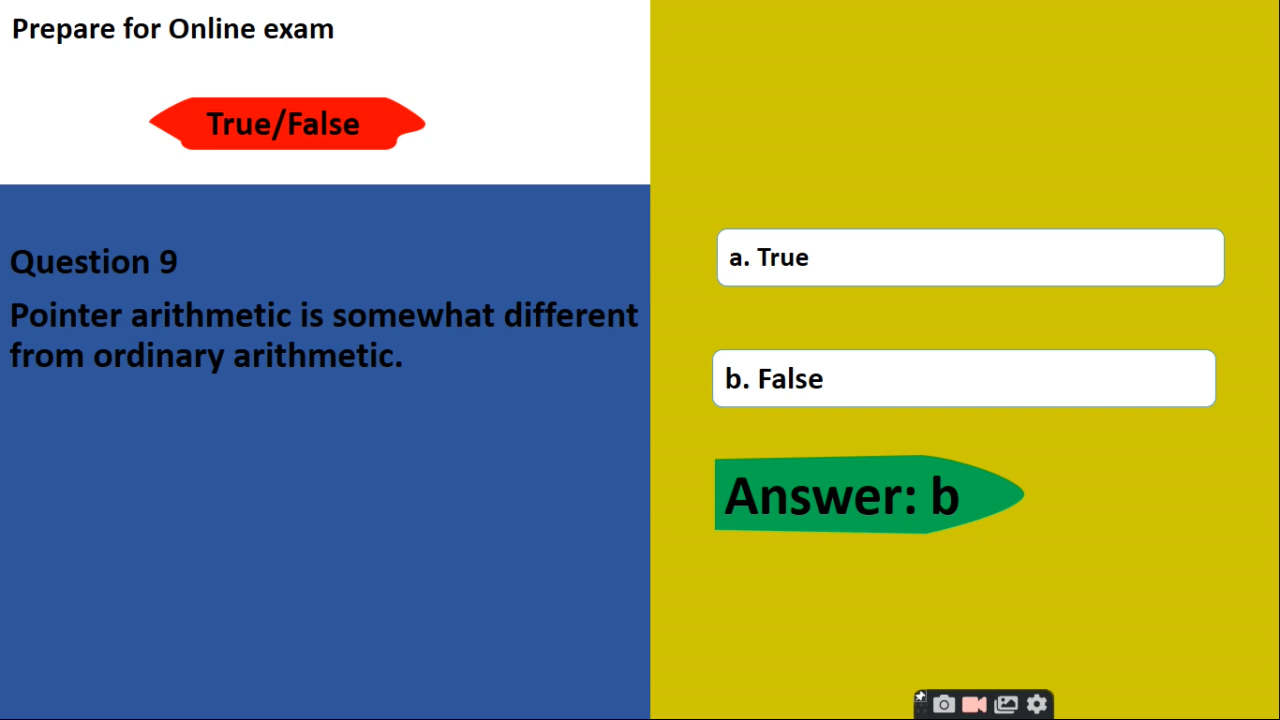 Prepare for Online exam
True/False
Question 9
Pointer arithmetic is somewhat different
from ordinary arithmetic.
a. True
b. False
Answer: b